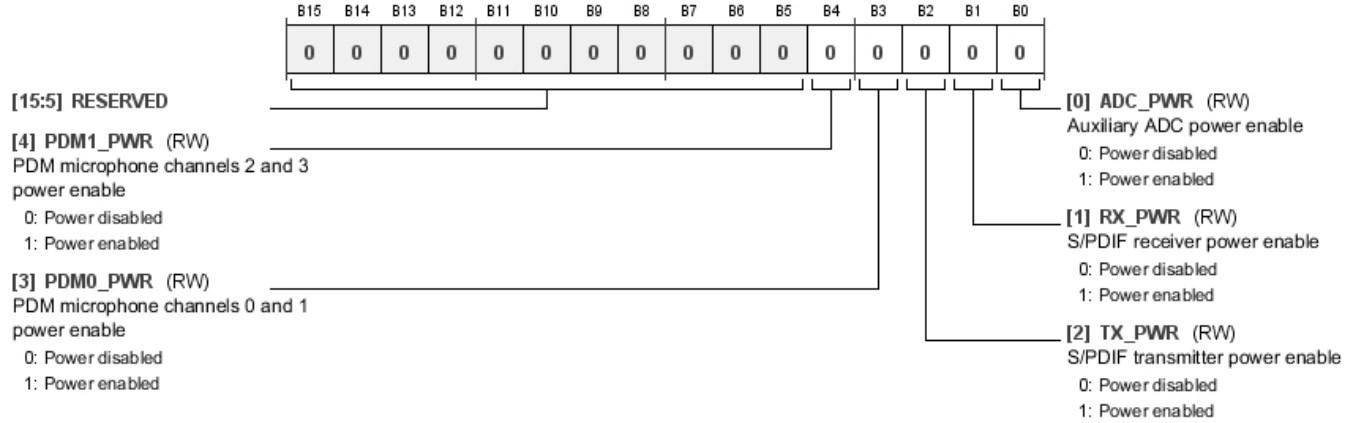 B15 B14 B13 B12 B11 B10 B9 B8 B7 B6 B5 B4 B3 B2 B1 B0
0 0 0 0 0 0 0 0 0 0 0 0 0 0 0 0
[15:5] RESERVED
[4] PDM1_PWR (RW)
PDM microphone channels 2 and 3
power enable
0: Power disabled
1: Power enabled
[3] PDM0_PWR (RW)
PDM microphone channels 0 and 1
power enable
0: Power disabled
1: Power enabled
[0] ADC_PWR (RW)
Auxiliary ADC power enable
0: Power disabled
1: Power enabled
[1] RX_PWR (RW)
S/PDIF receiver power enable
0: Power disabled
1: Power enabled
[2] TX_PWR (RW)
S/PDIF transmitter power enable
0: Power disabled
1: Power enabled